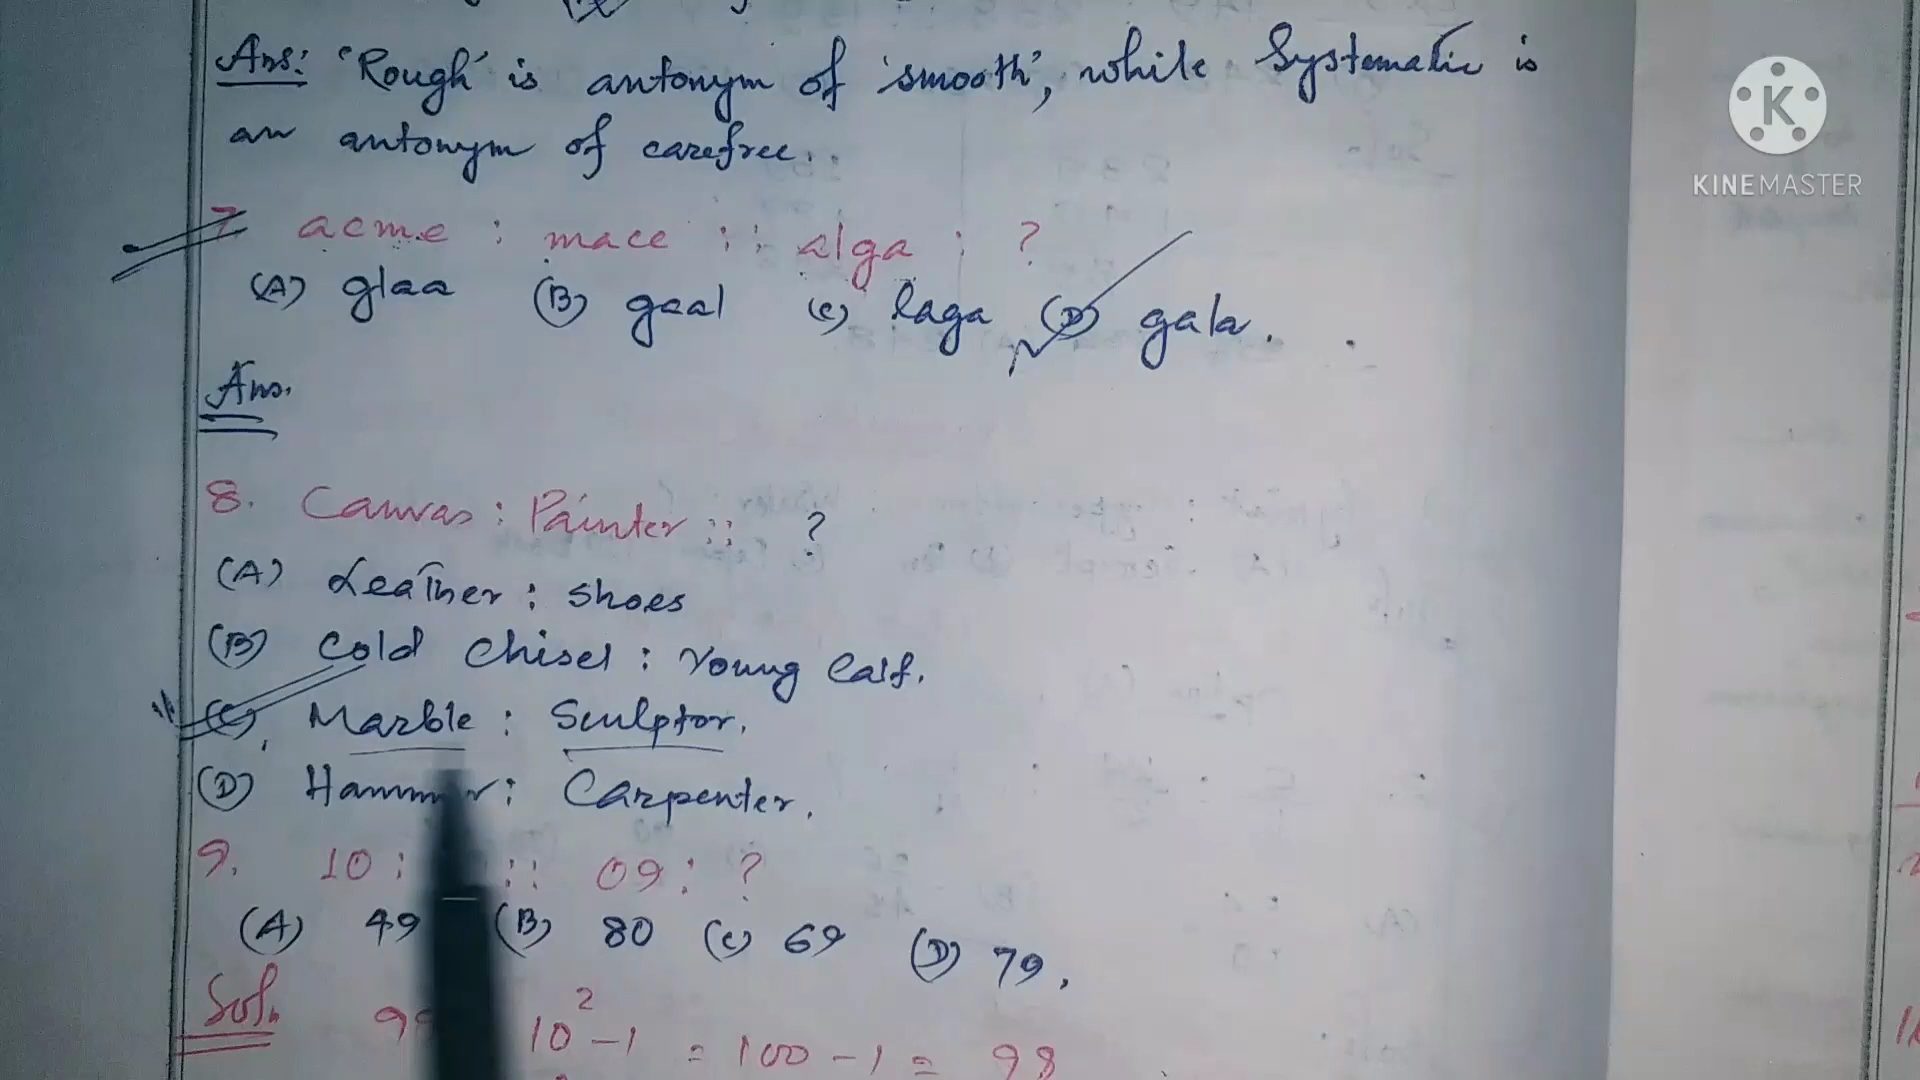 Ans: 'Rough' is antonym of 'smooth', while Systematic is
an antonym of carefree.
7. acme : mace :: alga : ?
(A) glaa (B) gaal (C) laga (D) gala.
Ans.
8. Canvas : Painter :: ?
(A) Leather : Shoes
(B) Cold Chisel : Young Calf.
(C) Marble : Sculptor.
(D) Hammer : Carpenter.
9. 10 : :: 09 : ?
(A) 49 (B) 80 (C) 69 (D) 79.
Soln 10² - 1 = 100 - 1 = 98
K
KINEMASTER